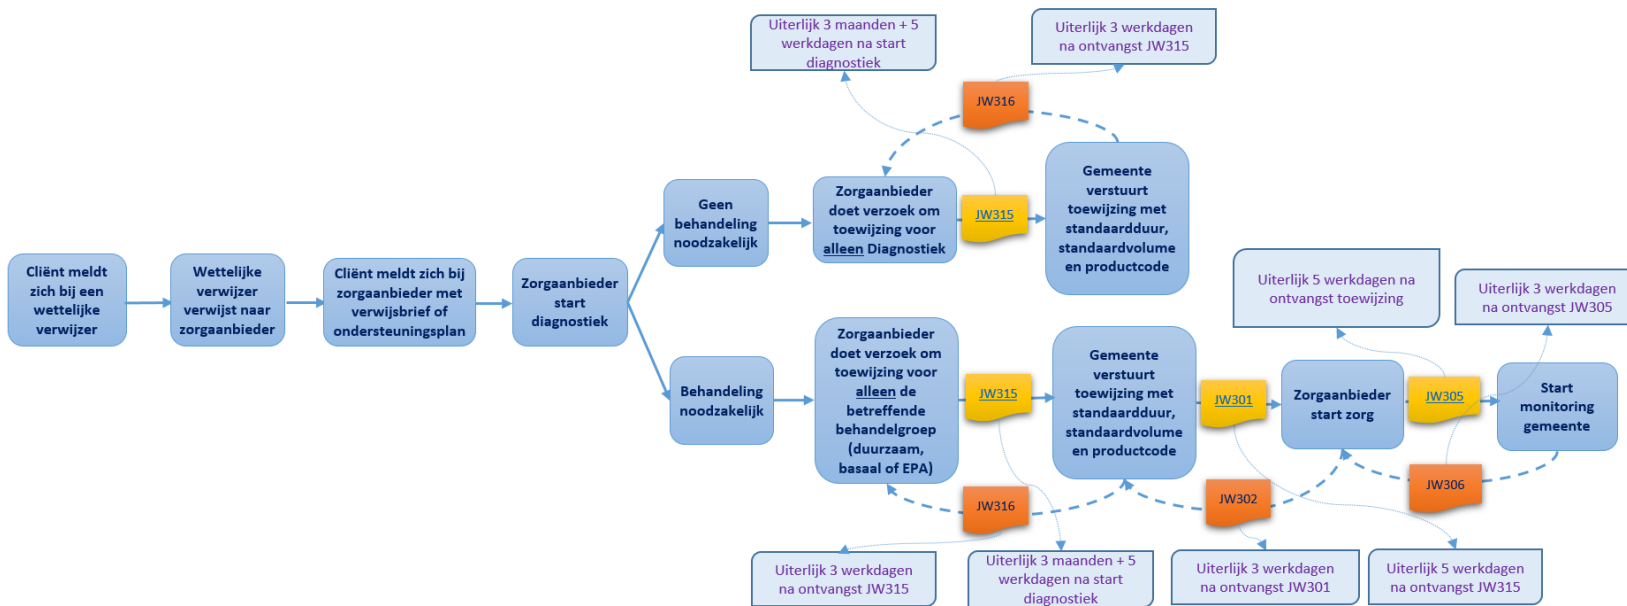 Uiterlijk 3 maanden + 5
werkdagen na start
diagnostiek
Uiterlijk 3 werkdagen
na ontvangst JW315
JW316
Cliënt meldt
zich bij een
wettelijke
verwijzer
Wettelijke
verwijzer
verwijst naar
zorgaanbieder
Cliënt meldt zich bij
zorgaanbieder met
verwijsbrief of
ondersteuningsplan
Zorgaanbieder
start
diagnostiek
Geen
behandeling
noodzakelijk
Zorgaanbieder
doet verzoek om
toewijzing voor
alleen Diagnostiek
JW315
Gemeente
verstuurt
toewijzing met
standaardduur,
standaardvolume
en productcode
Behandeling
noodzakelijk
Zorgaanbieder
doet verzoek om
toewijzing voor
alleen de
betreffende
behandelgroep
(duurzaam,
basaal of EPA)
JW315
Gemeente
verstuurt
toewijzing met
standaardduur,
standaardvolume
en productcode
JW301
Zorgaanbieder
start zorg
JW305
Start
monitoring
gemeente
Uiterlijk 5 werkdagen na
ontvangst toewijzing
Uiterlijk 3 werkdagen
na ontvangst JW305
JW316
JW302
JW306
Uiterlijk 3 werkdagen
na ontvangst JW315
Uiterlijk 3 maanden + 5
werkdagen na start
diagnostiek
Uiterlijk 3 werkdagen
na ontvangst JW301
Uiterlijk 5 werkdagen
na ontvangst JW315